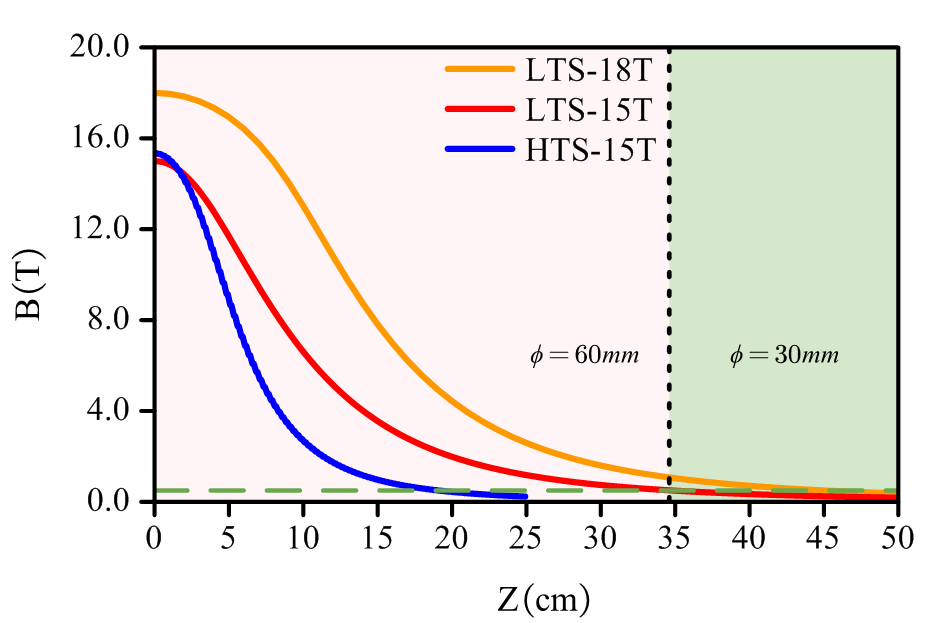 20.0
16.0
12.0
8.0
4.0
0.0
B(T)
LTS-18T
LTS-15T
HTS-15T
ϕ = 60mm
ϕ = 30mm
0 5 10 15 20 25 30 35 40 45 50
Z(cm)